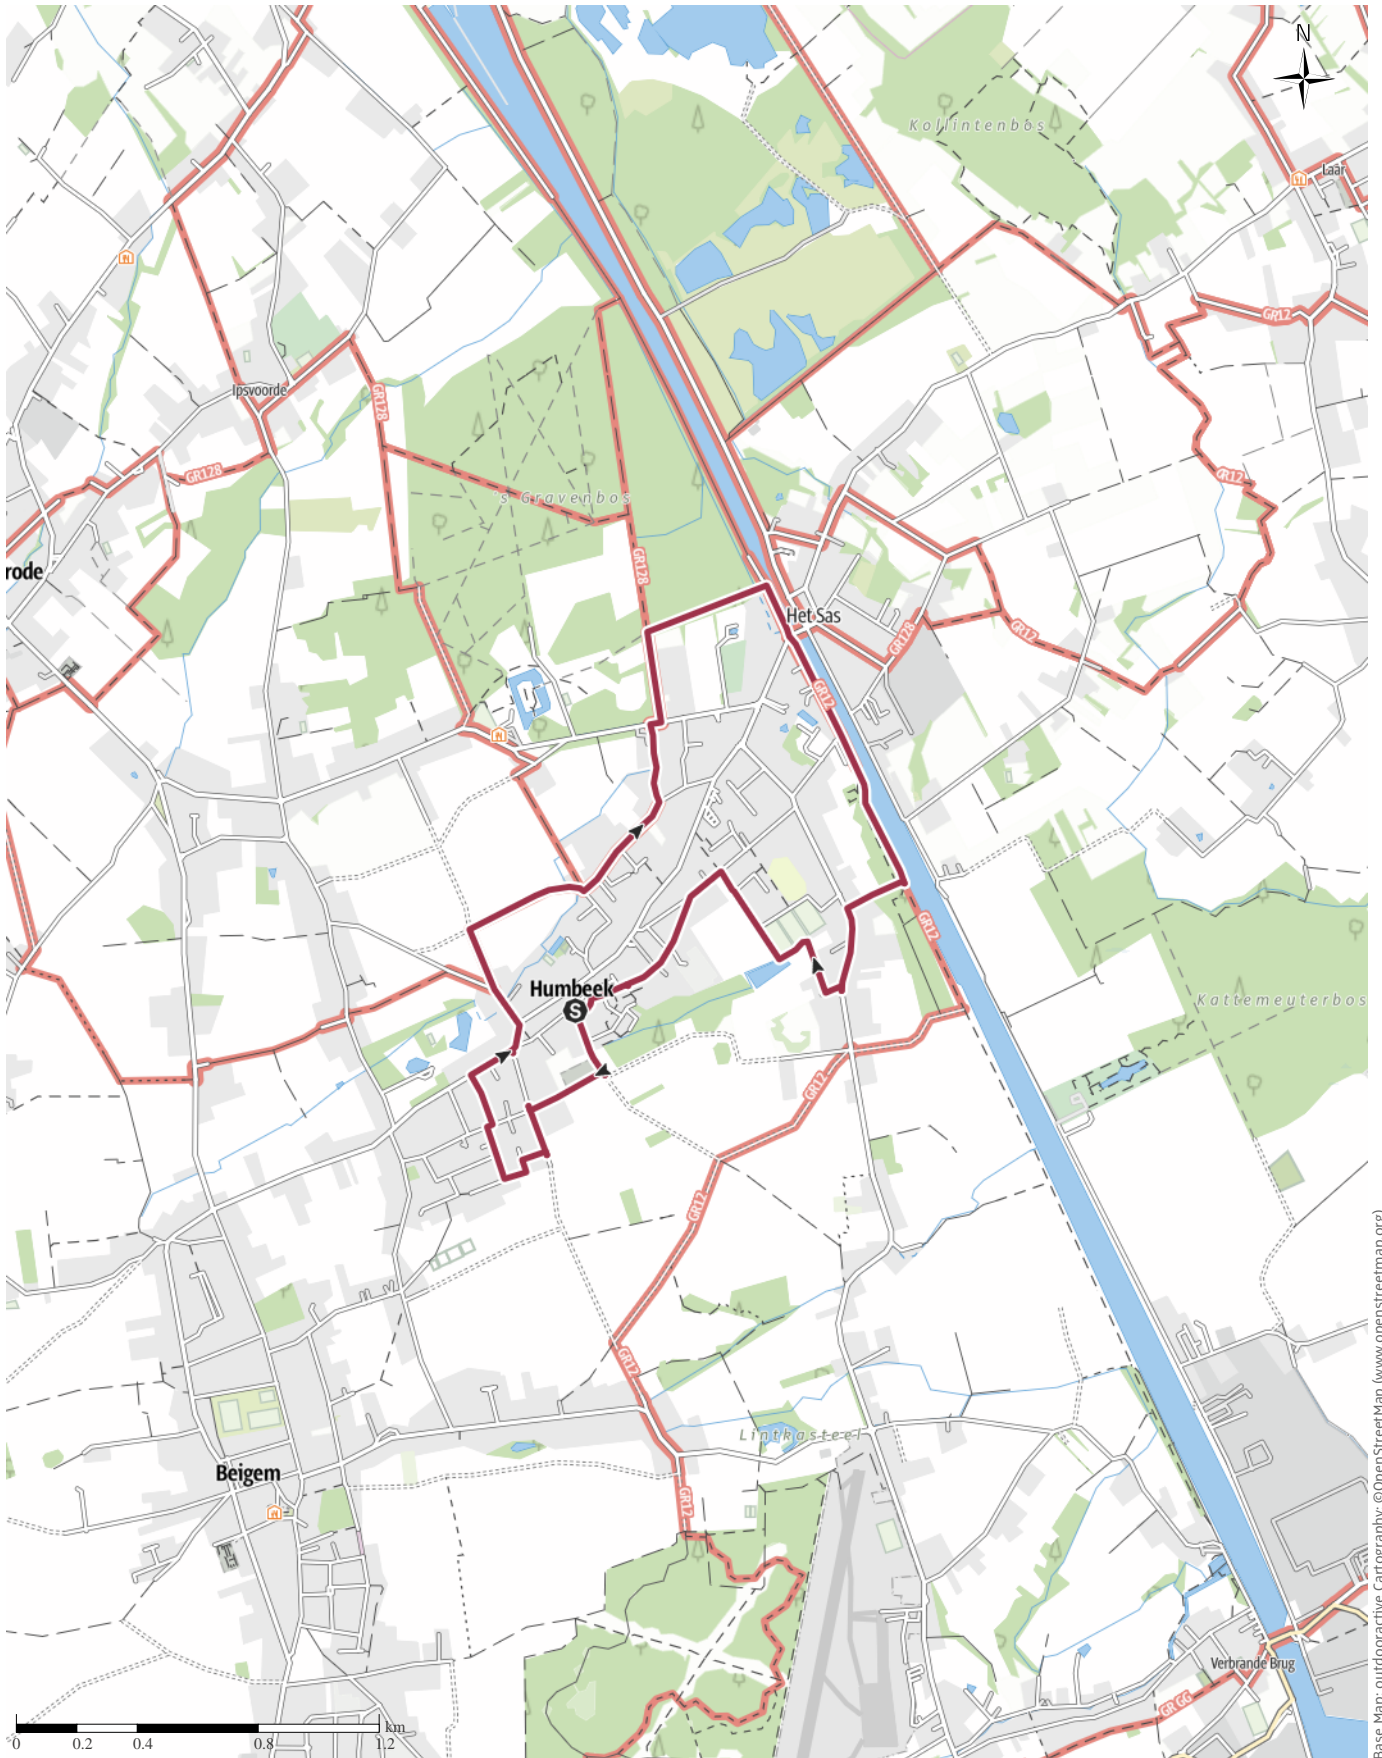 N
Kollintenbos
Laar
GR12
Ipsvoorde
GR128
GR128
's Gravenbos
GR12
rode
GR128
Het Sas
GR128
GR12
GR12
GR12
Humbeek
S
Kattemeuterbos
GR12
GR12
GR12
Lintkasteel
Beigem
GR12
Verbrande Brug
GR GG
km
0 0.2 0.4 0.8 1.2
Base Map: outdooractive Cartography; ©OpenStreetMap (www.openstreetmap.org)